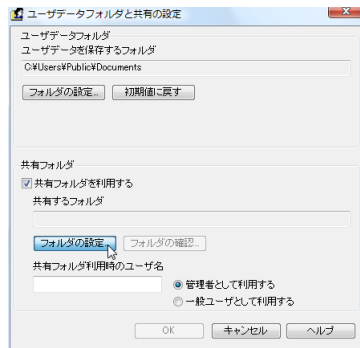 ユーザデータフォルダと共有の設定
ユーザデータフォルダ
ユーザデータを保存するフォルダ
C:¥Users¥Public¥Documents
フォルダの設定... 初期値に戻す
共有フォルダ
共有フォルダを利用する
共有するフォルダ
フォルダの設定... フォルダの確認...
共有フォルダ利用時のユーザ名
管理者として利用する
一般ユーザとして利用する
OK キャンセル ヘルプ